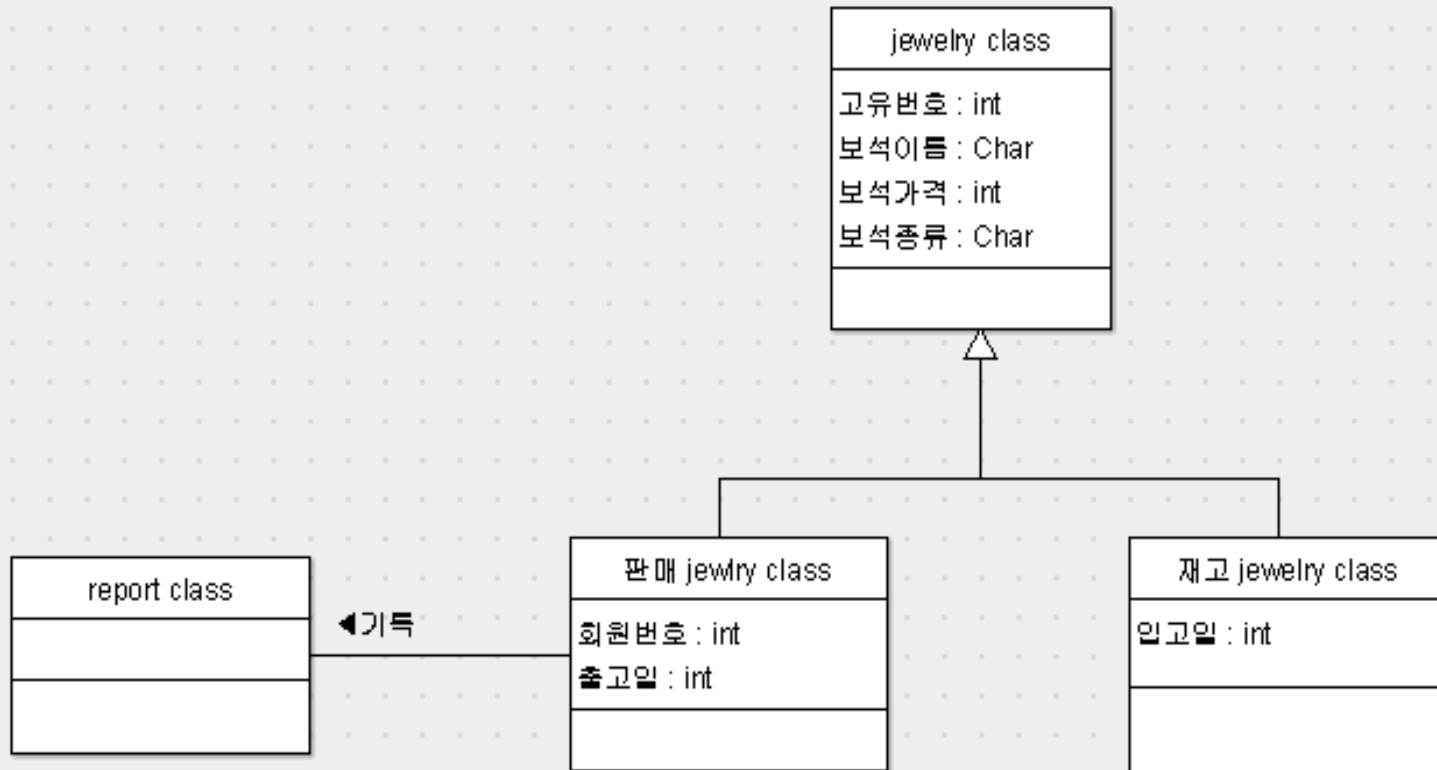 jewelry class
고유번호 : int
보석이름 : Char
보석가격 : int
보석종류 : Char
report class
◀기록
판매 jewlry class
회원번호 : int
출고일 : int
재고 jewelry class
입고일 : int